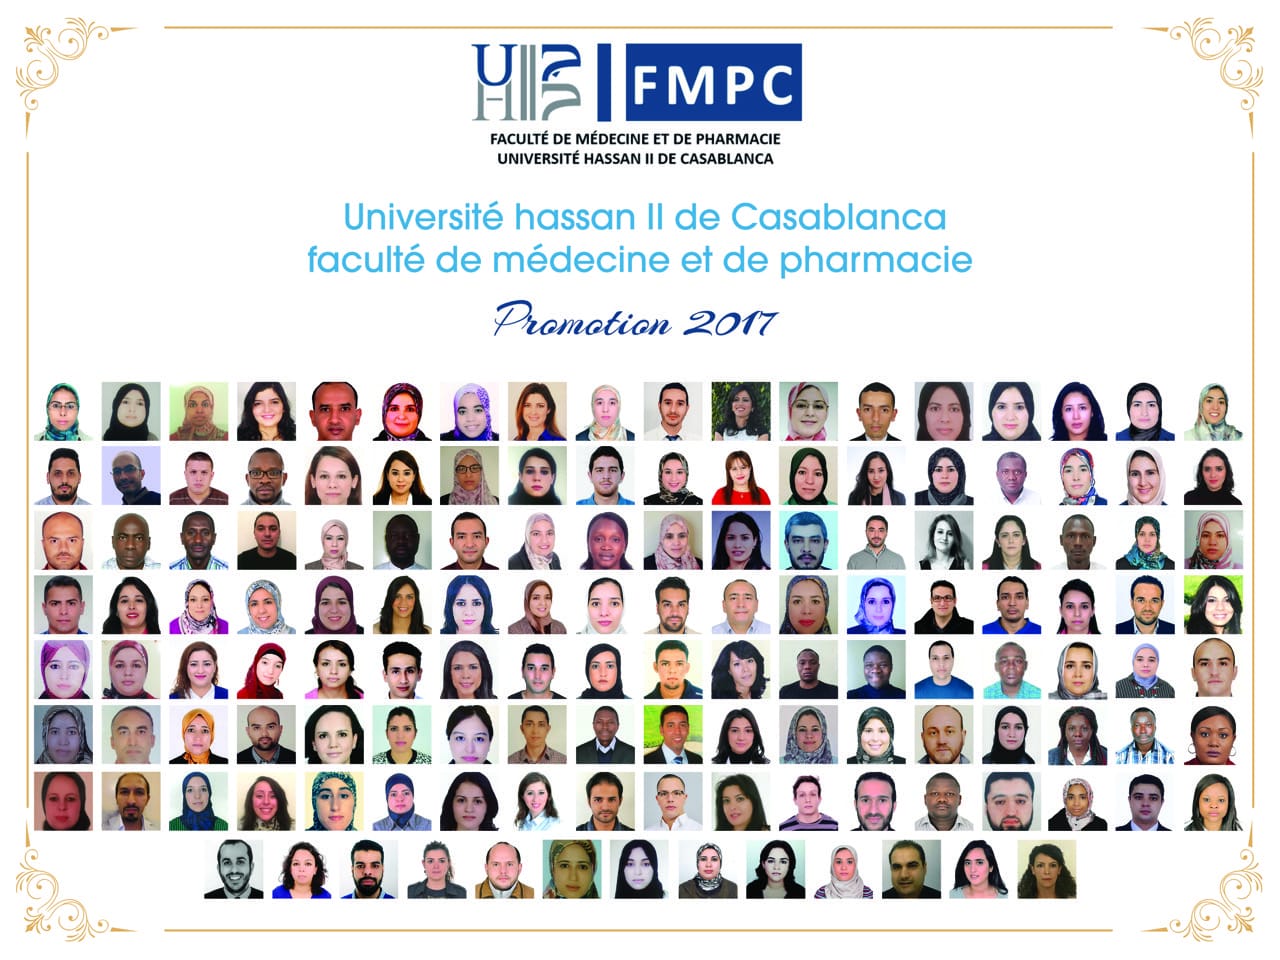 UH
FMPC
FACULTÉ DE MÉDECINE ET DE PHARMACIE
UNIVERSITÉ HASSAN II DE CASABLANCA
Université hassan II de Casablanca
faculté de médecine et de pharmacie
Promotion 2017